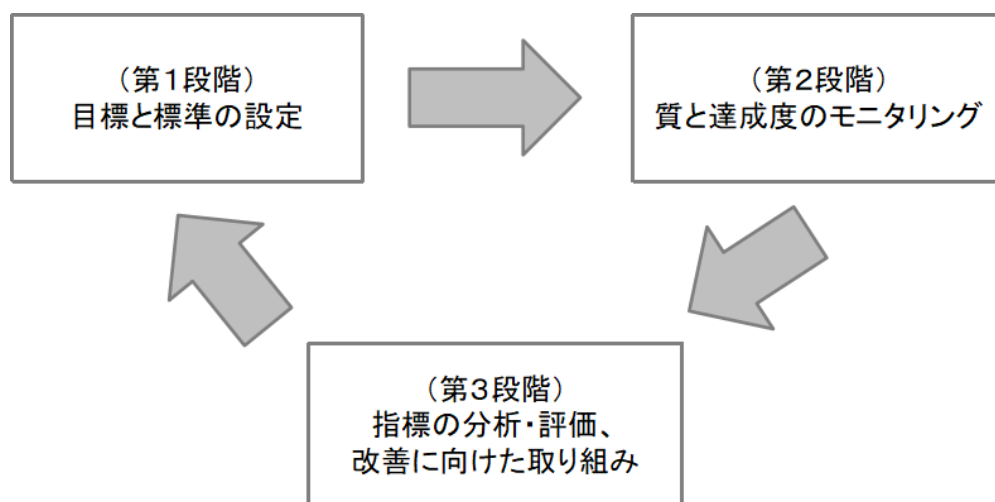 （第１段階）
目標と標準の設定
（第２段階）
質と達成度のモニタリング
（第３段階）
指標の分析・評価、
改善に向けた取り組み